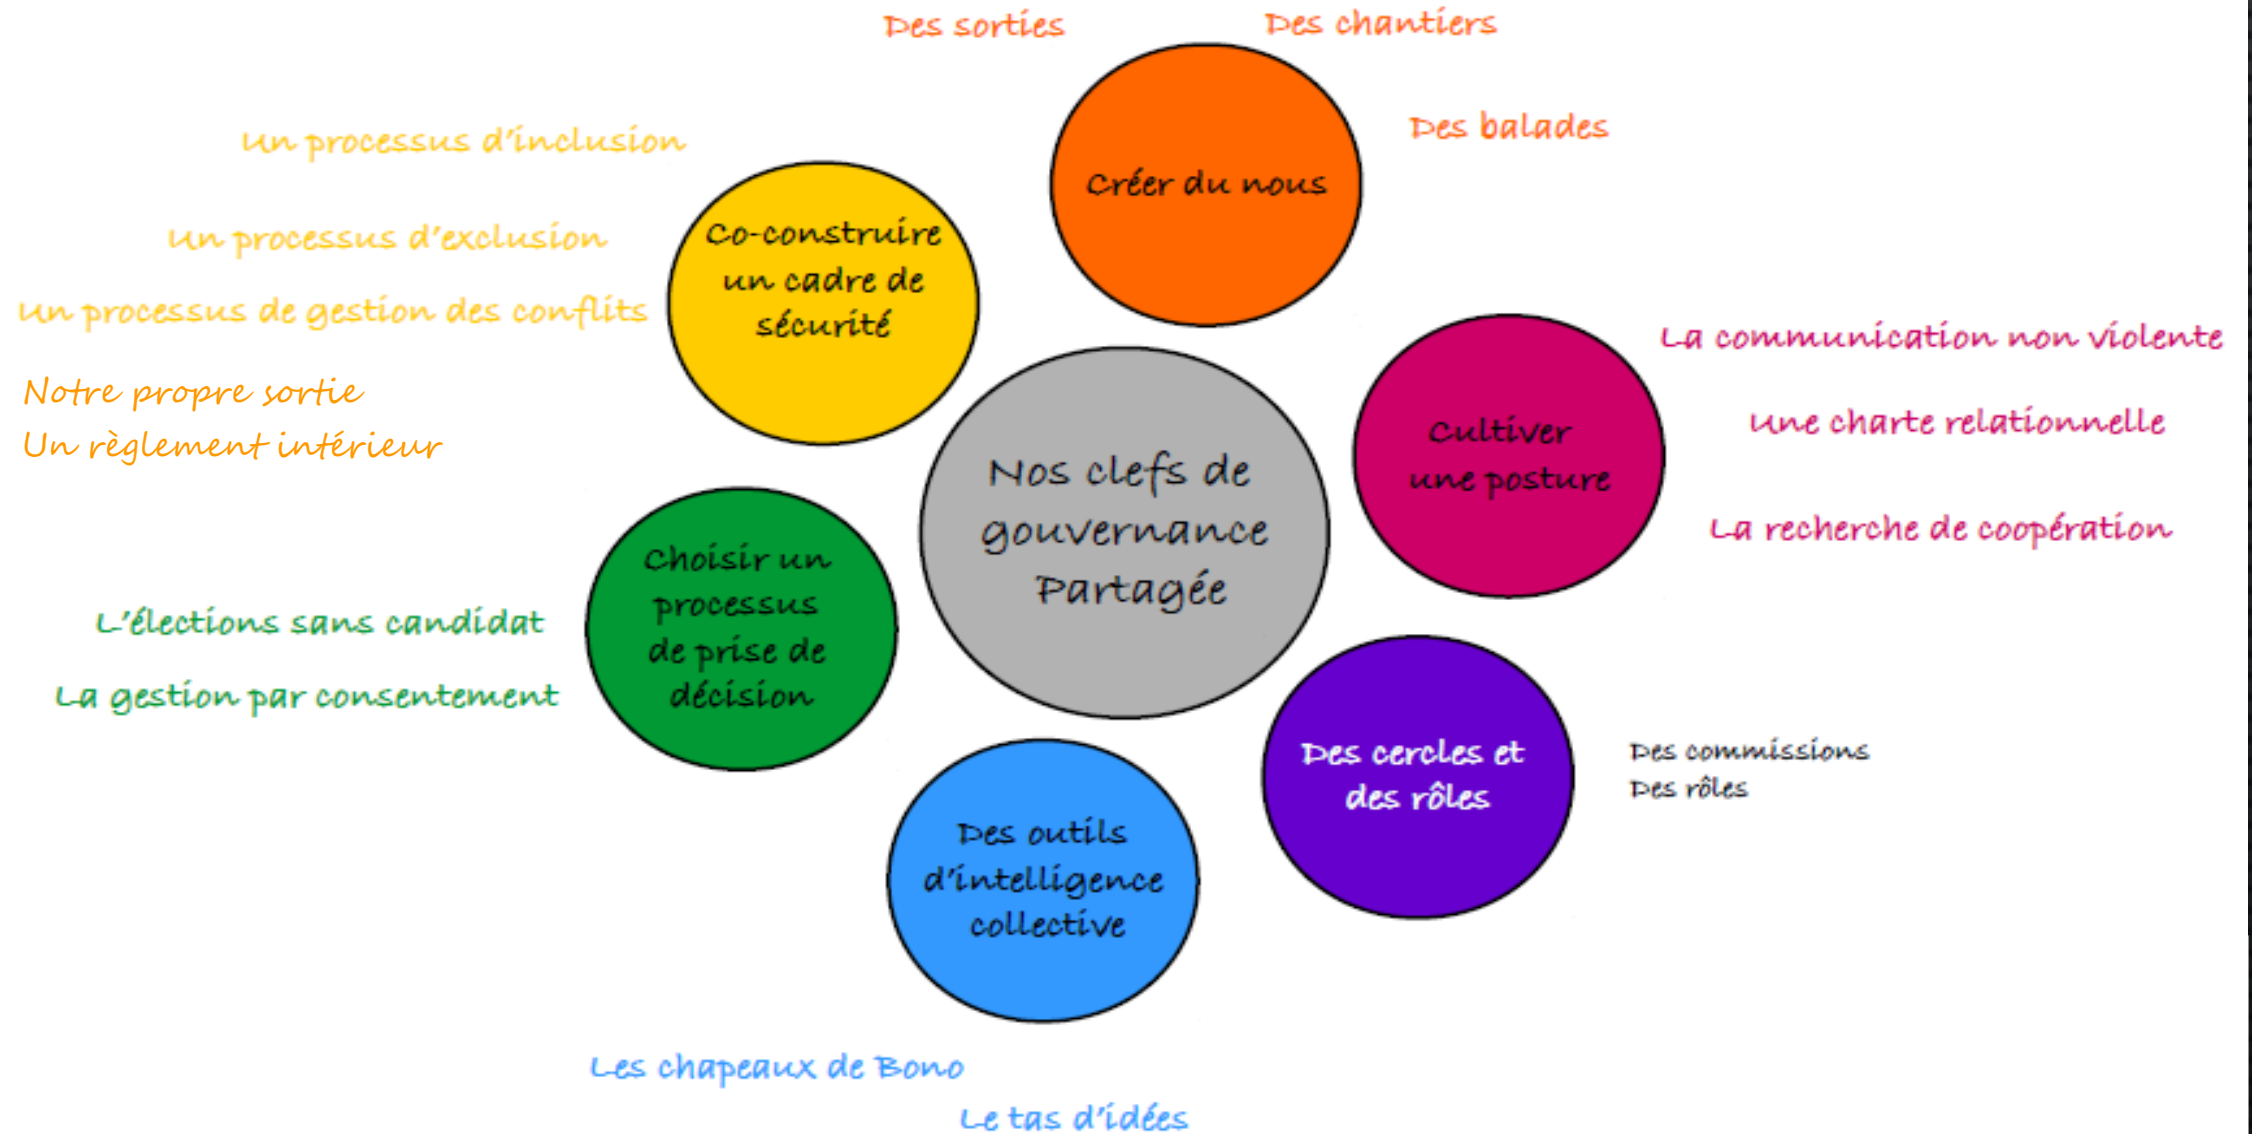 Des sorties
Des chantiers
Des balades
Créer du nous
Un processus d'inclusion
Un processus d'exclusion
Un processus de gestion des conflits
Notre propre sortie
Un règlement intérieur
Co-construire
un cadre de
sécurité
La communication non violente
Une charte relationnelle
La recherche de coopération
Cultiver
une posture
Nos clefs de
gouvernance
Partagée
L'élections sans candidat
La gestion par consentement
Choisir un
processus
de prise de
décision
Des cercles et
des rôles
Des commissions
Des rôles
Des outils
d'intelligence
collective
Les chapeaux de Bono
Le tas d'idées